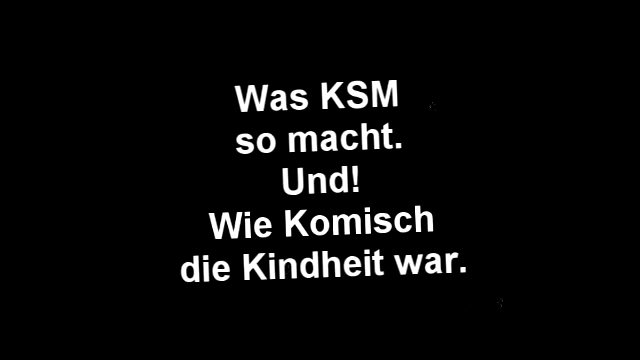 Was KSM
so macht.
Und!
Wie Komisch
die Kindheit war.